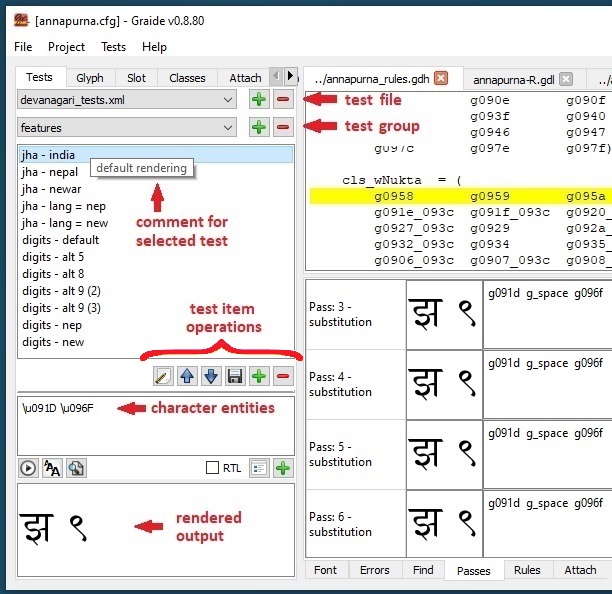 [annapurna.cfg] - Graide v0.8.80
File Project Tests Help
Tests Glyph Slot Classes Attach
devanagari_tests.xml
test file
features
test group
jha - india
default rendering
jha - nepal
jha - newar
jha - lang = nep
jha - lang = new
digits - default
digits - alt 5
digits - alt 8
digits - alt 9 (2)
digits - alt 9 (3)
digits - nep
digits - new
comment for
selected test
test item
operations
\u091D \u096F
character entities
RTL
झ ९
rendered
output
../annapurna_rules.gdh annapurna-R.gdl ../
g090e g090f
g093f g0940
g0946 g0947
g097c g097e g097f)
cls_wNukta = (
g0958 g0959 g095a
g091e_093c g091f_093c g0920_
g0927_093c g0929 g092a_
g0932_093c g0934 g0935_
g0906_093c g0907_093c g0908_
Pass: 3 -
substitution
झ ९
g091d g_space g096f
Pass: 4 -
substitution
झ ९
g091d g_space g096f
Pass: 5 -
substitution
झ ९
g091d g_space g096f
Pass: 6 -
substitution
झ ९
g091d g_space g096f
Font Errors Find Passes Rules Attach